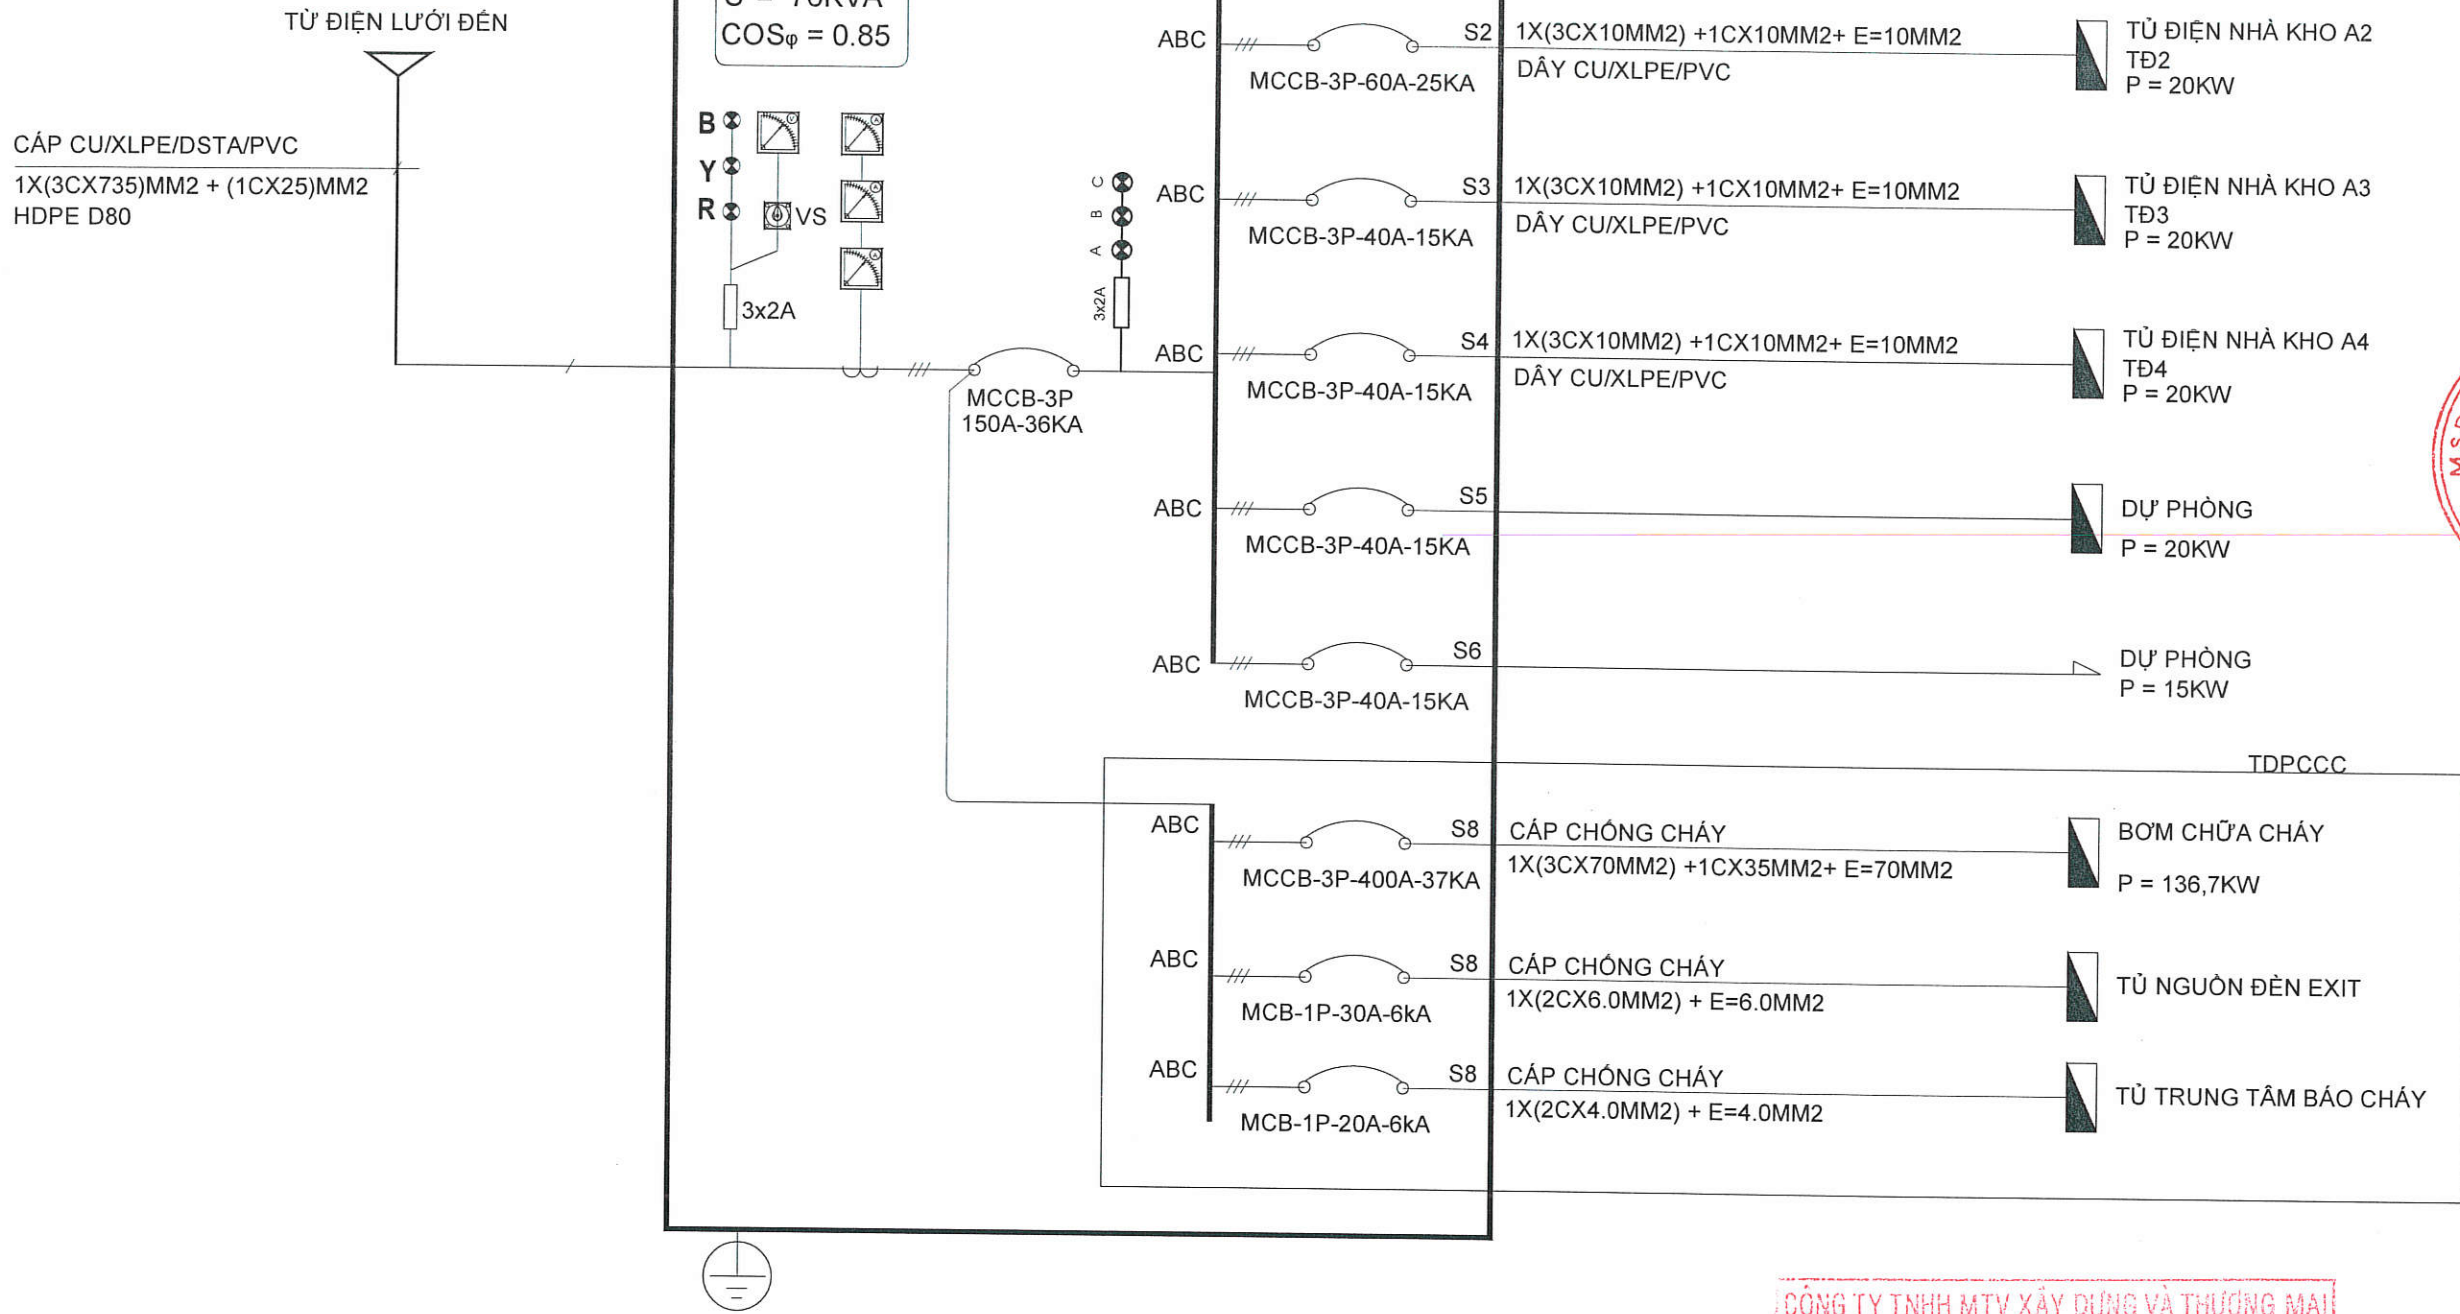 TỪ ĐIỆN LƯỚI ĐẾN
CÁP CU/XLPE/DSTA/PVC
1X(3CX735)MM2 + (1CX25)MM2
HDPE D80
COSφ = 0.85
B
Y
R
VS
3x2A
C
B
A
3x2A
MCCB-3P
150A-36KA
ABC
S2
1X(3CX10MM2) +1CX10MM2+ E=10MM2
MCCB-3P-60A-25KA
DÂY CU/XLPE/PVC
TỦ ĐIỆN NHÀ KHO A2
TĐ2
P = 20KW
ABC
S3
1X(3CX10MM2) +1CX10MM2+ E=10MM2
MCCB-3P-40A-15KA
DÂY CU/XLPE/PVC
TỦ ĐIỆN NHÀ KHO A3
TĐ3
P = 20KW
ABC
S4
1X(3CX10MM2) +1CX10MM2+ E=10MM2
MCCB-3P-40A-15KA
DÂY CU/XLPE/PVC
TỦ ĐIỆN NHÀ KHO A4
TĐ4
P = 20KW
ABC
S5
MCCB-3P-40A-15KA
DỰ PHÒNG
P = 20KW
ABC
S6
MCCB-3P-40A-15KA
DỰ PHÒNG
P = 15KW
TDPCCC
ABC
S8
CÁP CHỐNG CHÁY
MCCB-3P-400A-37KA
1X(3CX70MM2) +1CX35MM2+ E=70MM2
BƠM CHỮA CHÁY
P = 136,7KW
ABC
S8
CÁP CHỐNG CHÁY
MCB-1P-30A-6kA
1X(2CX6.0MM2) + E=6.0MM2
TỦ NGUỒN ĐÈN EXIT
ABC
S8
CÁP CHỐNG CHÁY
MCB-1P-20A-6kA
1X(2CX4.0MM2) + E=4.0MM2
TỦ TRUNG TÂM BÁO CHÁY
CÔNG TY TNHH MTV XÂY DỰNG VÀ THƯƠNG MẠI